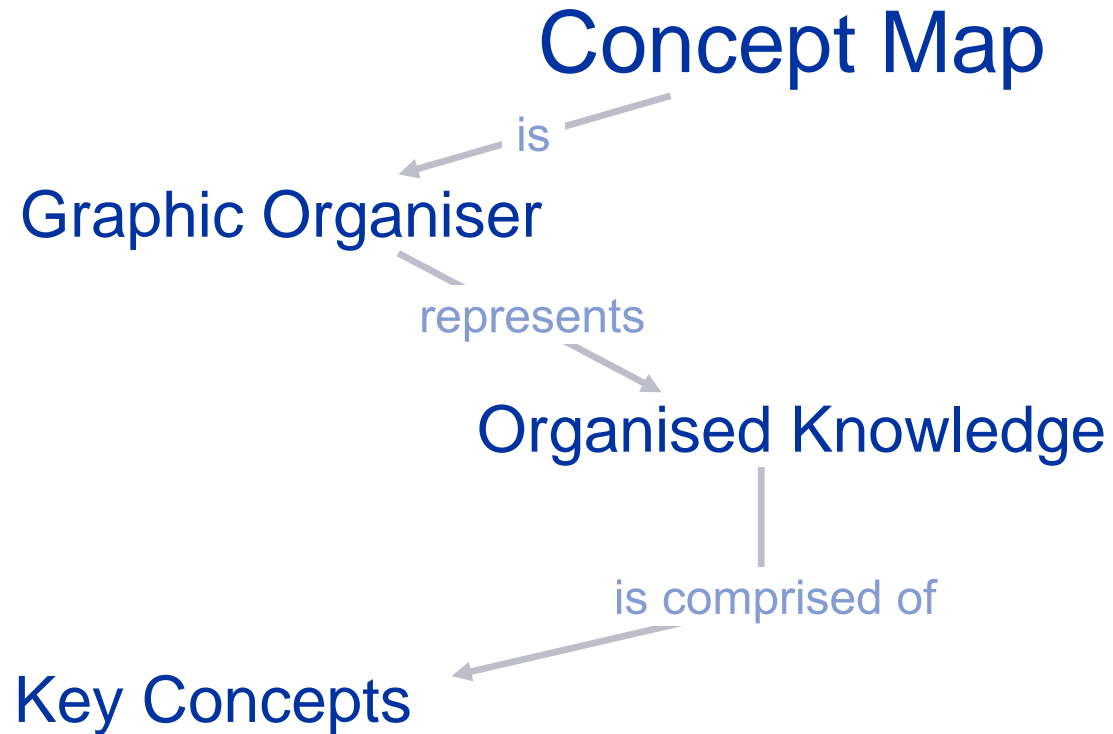 Concept Map
is
Graphic Organiser
represents
Organised Knowledge
is comprised of
Key Concepts